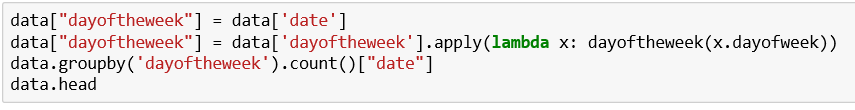 data["dayoftheweek"] = data['date']
data["dayoftheweek"] = data['dayoftheweek'].apply(lambda x: dayoftheweek(x.dayofweek))
data.groupby('dayoftheweek').count()["date"]
data.head